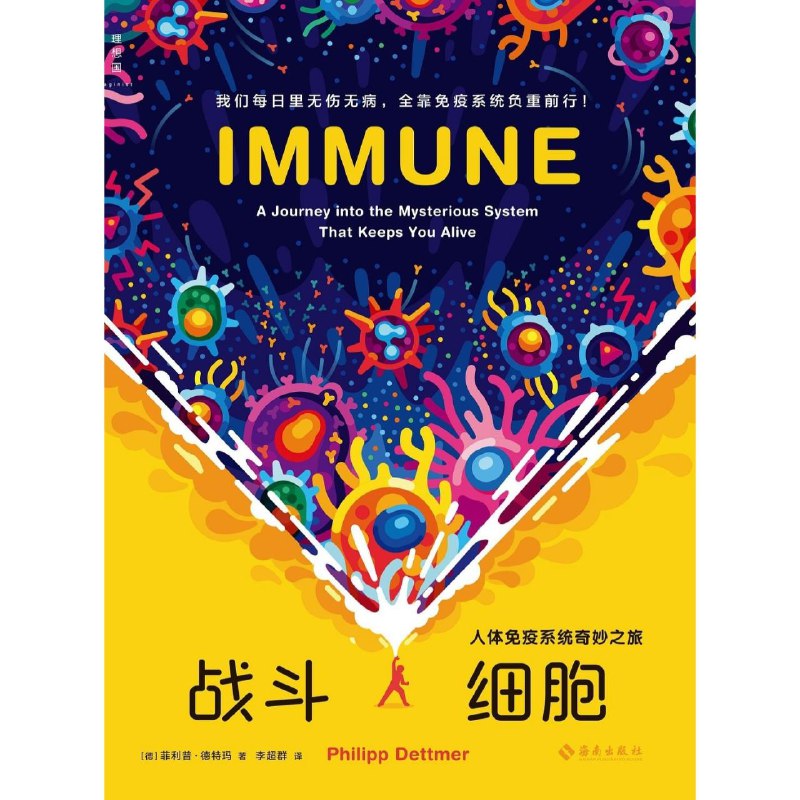 理想国
imaginist
我们每日里无伤无病，全靠免疫系统负重前行！
IMMUNE
A Journey into the Mysterious System
That Keeps You Alive
人体免疫系统奇妙之旅
战斗 细胞
[德] 菲利普·德特玛 著 李超群 译 Philipp Dettmer 海南出版社